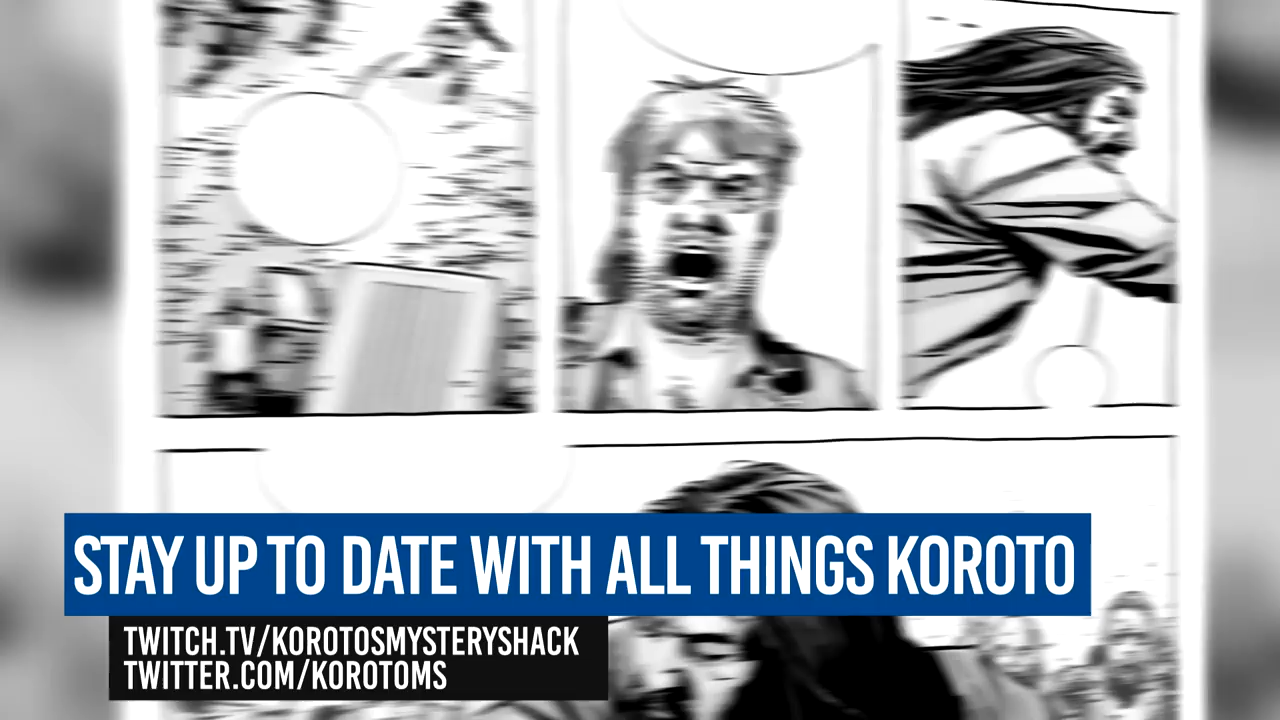 STAY UP TO DATE WITH ALL THINGS KOROTO
TWITCH.TV/KOROTOSMYSTERYSHACK
TWITTER.COM/KOROTOMS